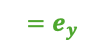 = e_y